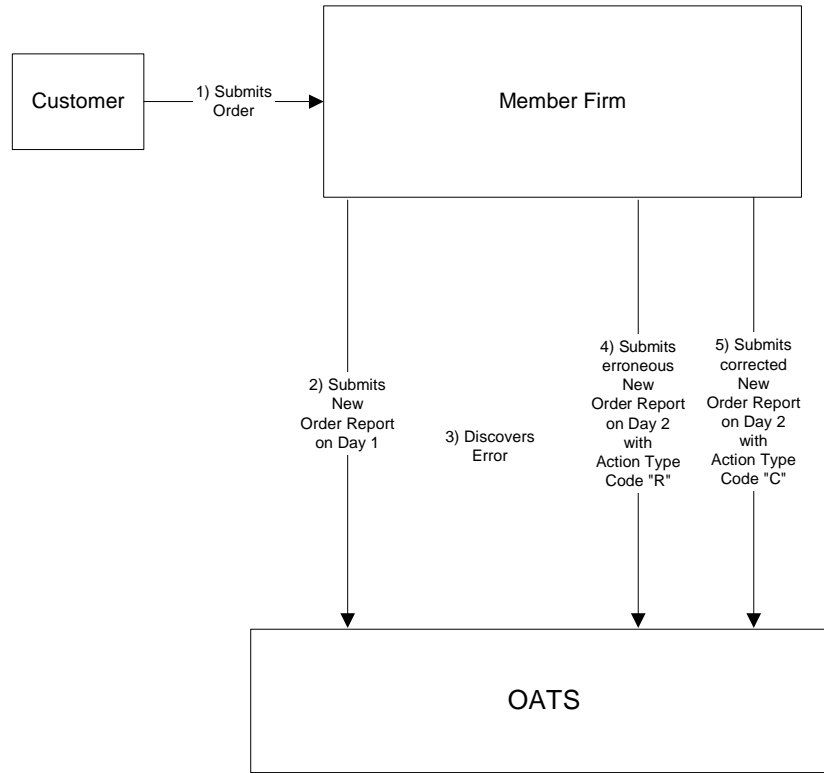 Customer
1) Submits
Order
Member Firm
2) Submits
New
Order Report
on Day 1
3) Discovers
Error
4) Submits
erroneous
New
Order Report
on Day 2
with
Action Type
Code "R"
5) Submits
corrected
New
Order Report
on Day 2
with
Action Type
Code "C"
OATS